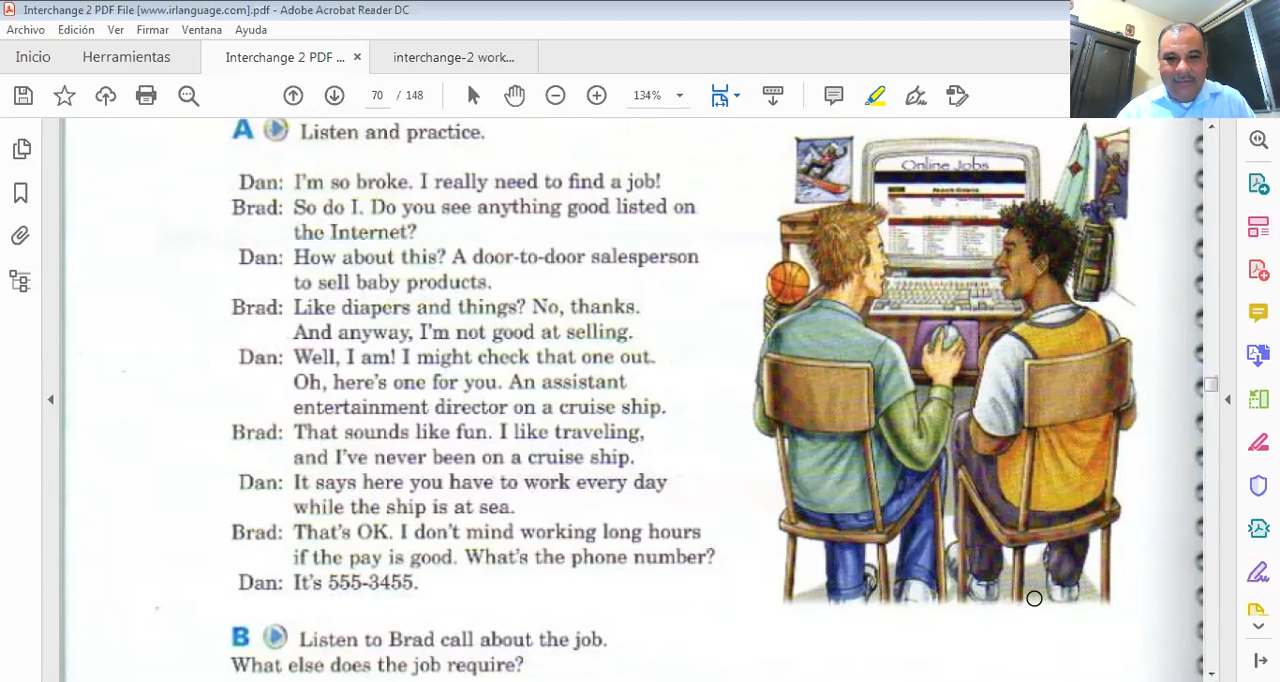 Interchange 2 PDF File [www.irlanguage.com].pdf - Adobe Acrobat Reader DC
Archivo Edición Ver Firmar Ventana Ayuda
Inicio Herramientas Interchange 2 PDF ... × interchange-2 work...
70 / 148 134%
A Listen and practice.
Dan: I'm so broke. I really need to find a job!
Brad: So do I. Do you see anything good listed on
the Internet?
Dan: How about this? A door-to-door salesperson
to sell baby products.
Brad: Like diapers and things? No, thanks.
And anyway, I'm not good at selling.
Dan: Well, I am! I might check that one out.
Oh, here's one for you. An assistant
entertainment director on a cruise ship.
Brad: That sounds like fun. I like traveling,
and I've never been on a cruise ship.
Dan: It says here you have to work every day
while the ship is at sea.
Brad: That's OK. I don't mind working long hours
if the pay is good. What's the phone number?
Dan: It's 555-3455.
B Listen to Brad call about the job.
What else does the job require?
Online Jobs